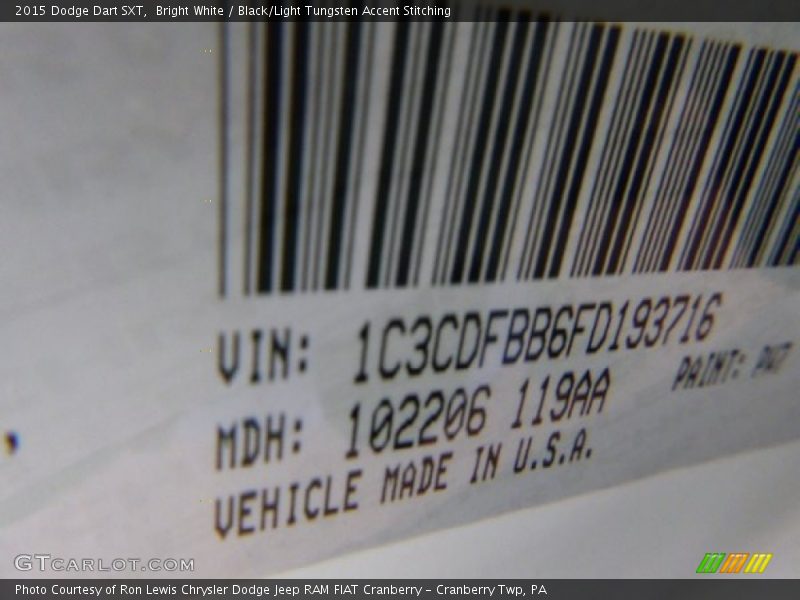 2015 Dodge Dart SXT,  Bright White / Black/Light Tungsten Accent Stitching
VIN: 1C3CDFBB6FD193716
MDH: 102206 119AA
PAINT: PW7
VEHICLE MADE IN U.S.A.
GTCARLOT.COM
Photo Courtesy of Ron Lewis Chrysler Dodge Jeep RAM FIAT Cranberry - Cranberry Twp, PA